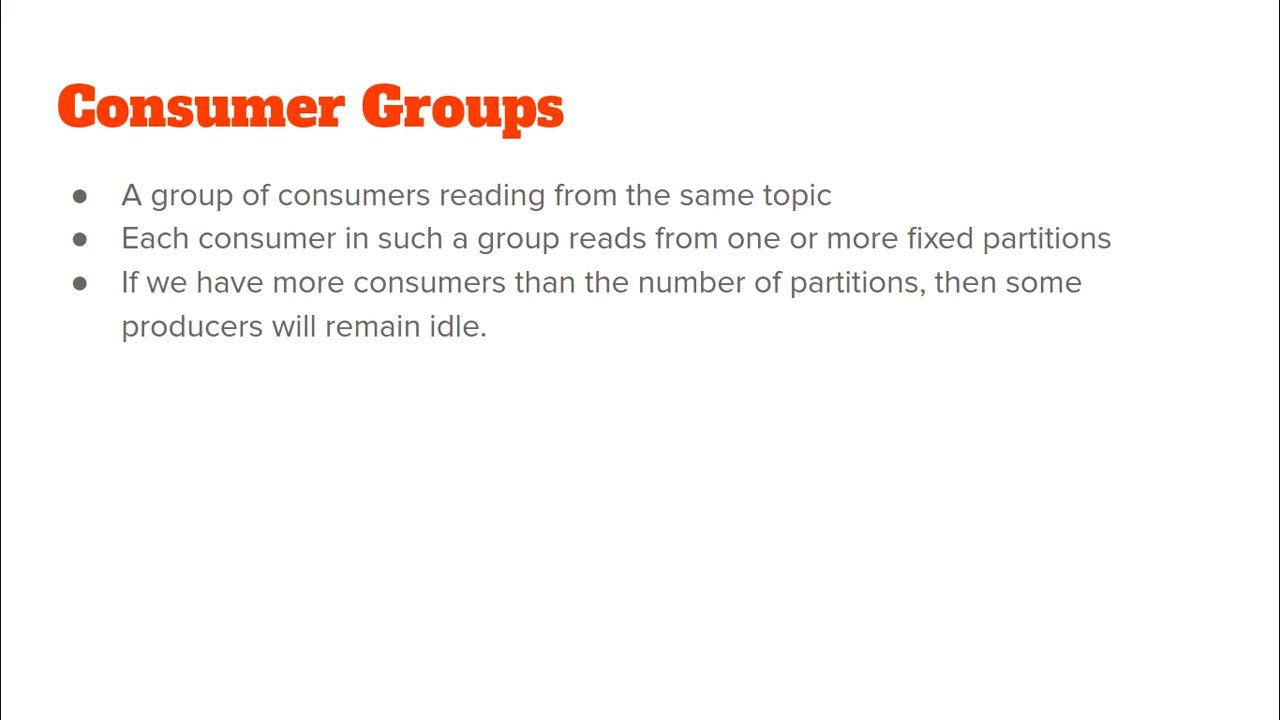 Consumer Groups
● A group of consumers reading from the same topic
● Each consumer in such a group reads from one or more fixed partitions
● If we have more consumers than the number of partitions, then some
producers will remain idle.